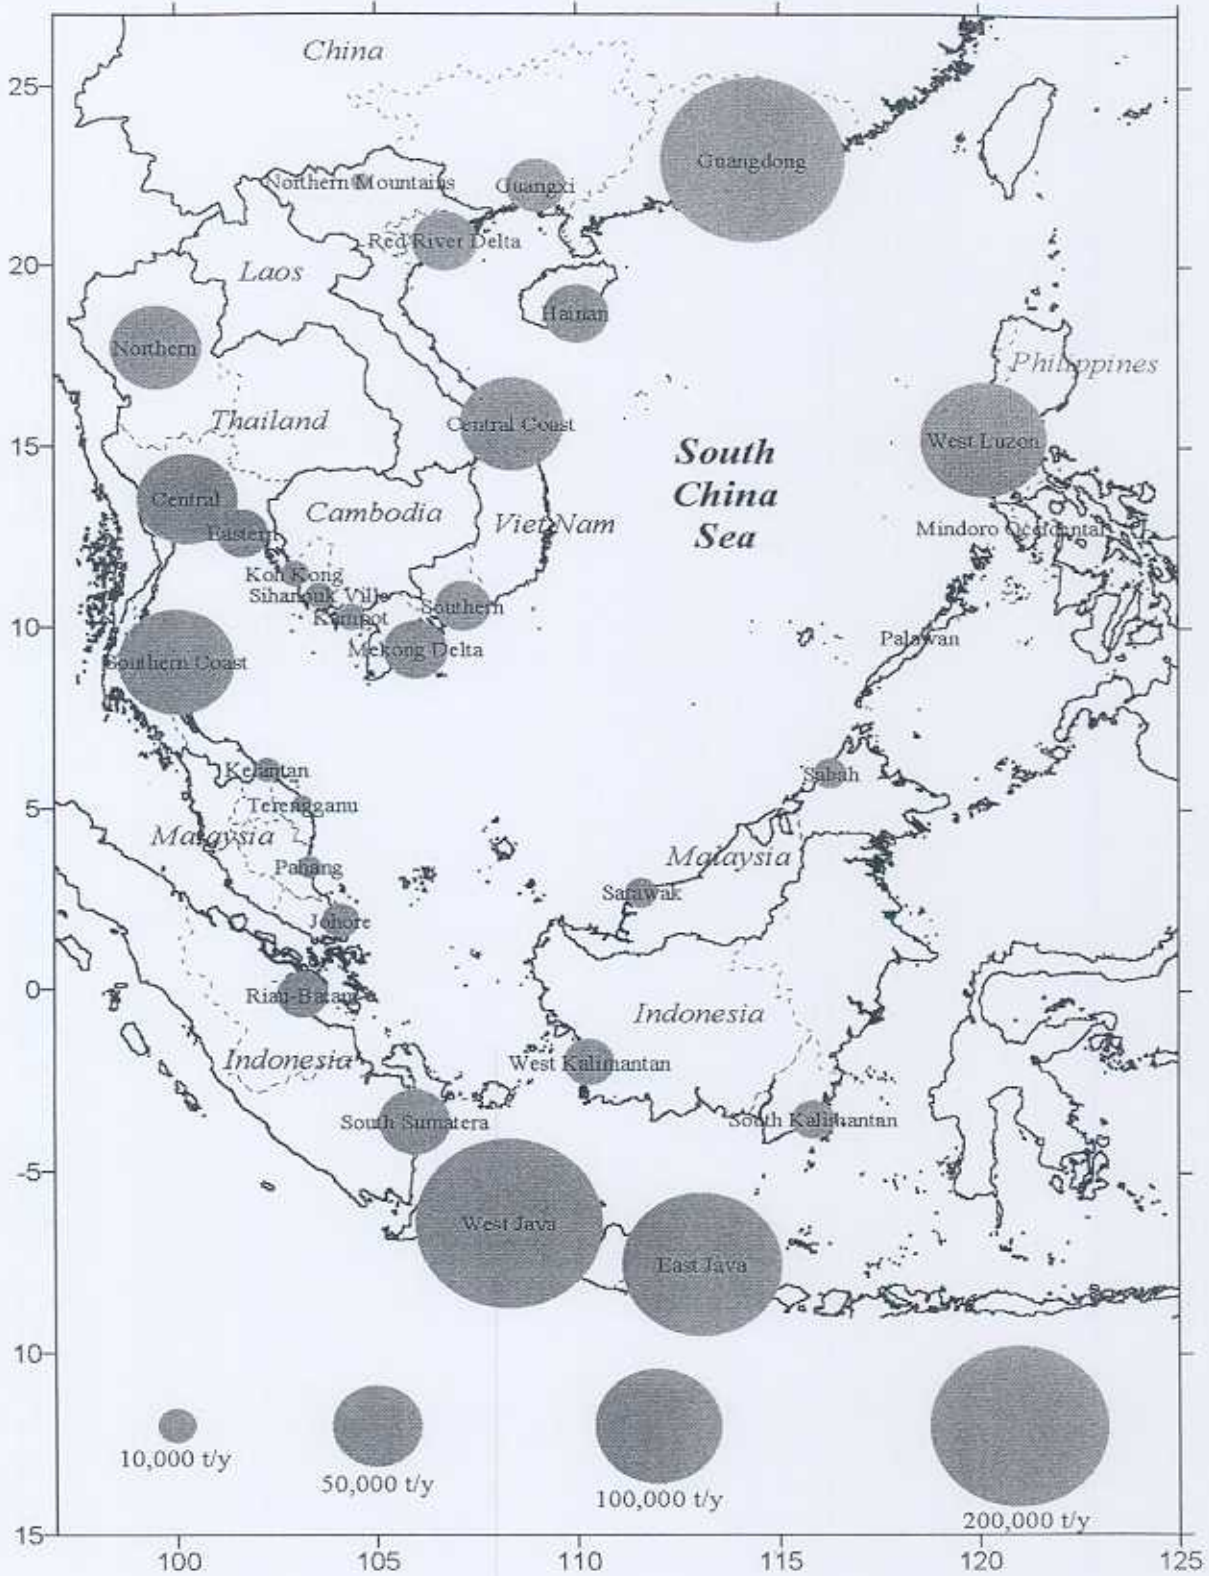 China
25
Guangdong
Northern Mountains
Guangxi
Red River Delta
20
Laos
Hainan
Northern
Philippines
Thailand
Central Coast
West Luzon
15
South
China
Sea
Central
Cambodia
Viet Nam
Eastern
Mindoro Occidental
Koh Kong
Sihanouk Ville
Southern
Kampot
10
Palawan
Mekong Delta
Southern Coast
Kelantan
Sabah
Terengganu
5
Malaysia
Malaysia
Pahang
Sarawak
Johore
0
Riau-Batam
Indonesia
Indonesia
West Kalimantan
South Sumatera
South Kalimantan
-5
West Java
East Java
10
10,000 t/y
50,000 t/y
100,000 t/y
200,000 t/y
15
100 105 110 115 120 125